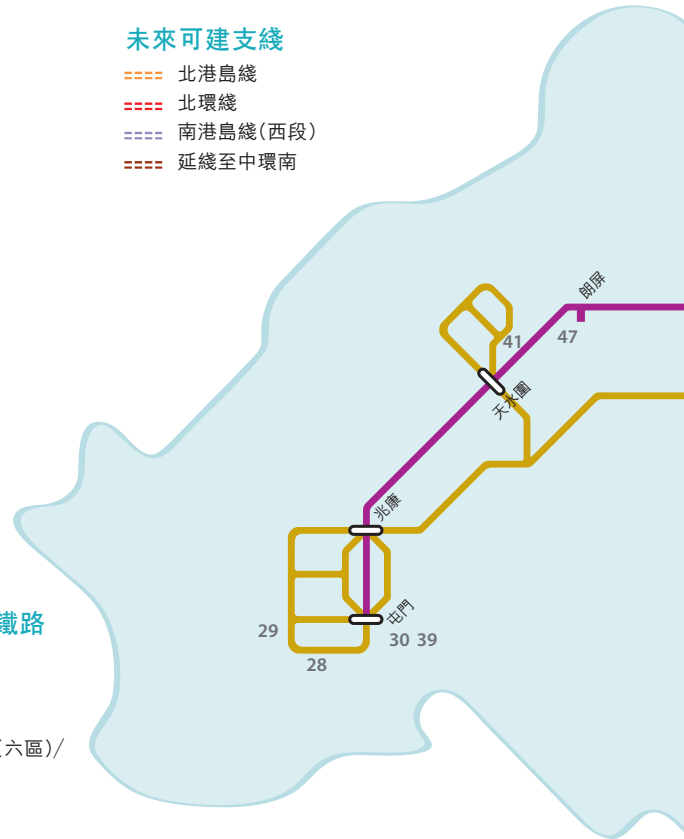 未來可建支綫
北港島綫
北環綫
南港島綫(西段)
延綫至中環南
朗屏
41
47
天水圍
兆康
鐵路
29
屯門
30 39
28
(六區)/